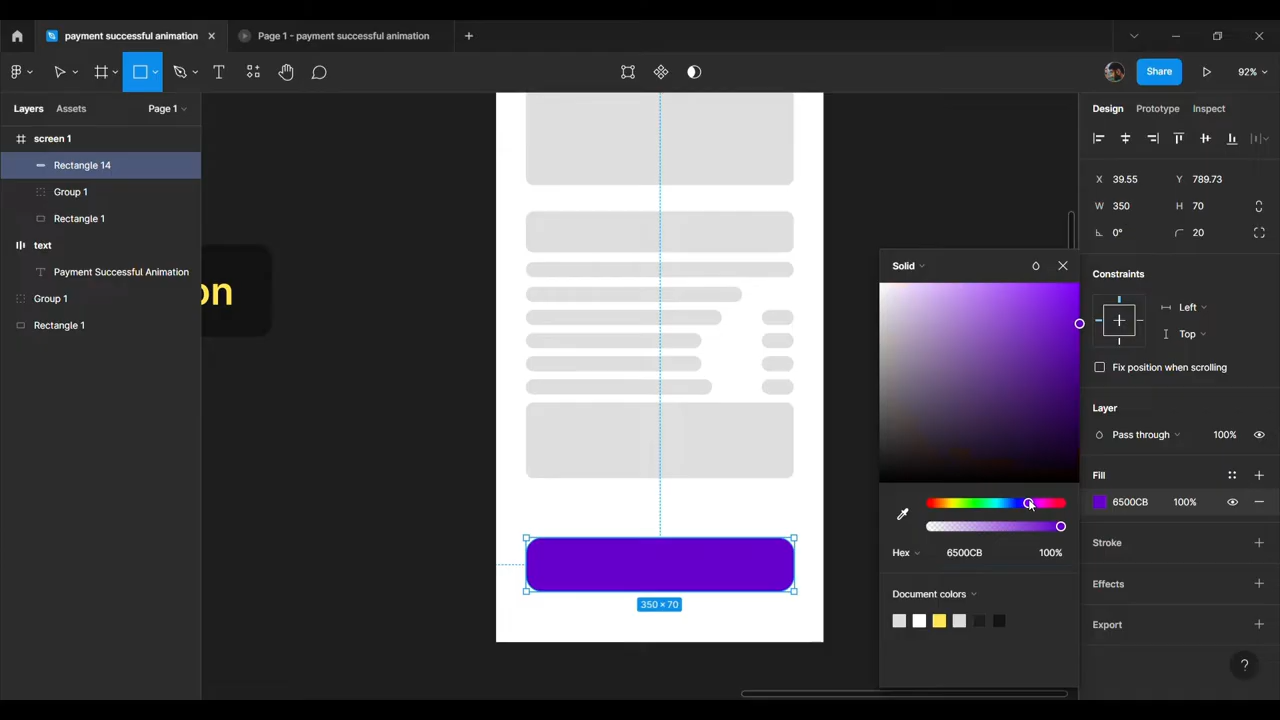 payment successful animation
Page 1 - payment successful animation
Share
92%
Layers
Assets
Page 1
Design
Prototype
Inspect
screen 1
Rectangle 14
Group 1
Rectangle 1
text
Payment Successful Animation
Group 1
Rectangle 1
on
X 39.55
Y 789.73
W 350
H 70
0°
20
Solid
Constraints
Left
Top
Fix position when scrolling
Layer
Pass through
100%
Fill
6500CB
100%
Hex
6500CB
100%
Stroke
Document colors
Effects
Export
350 × 70
?